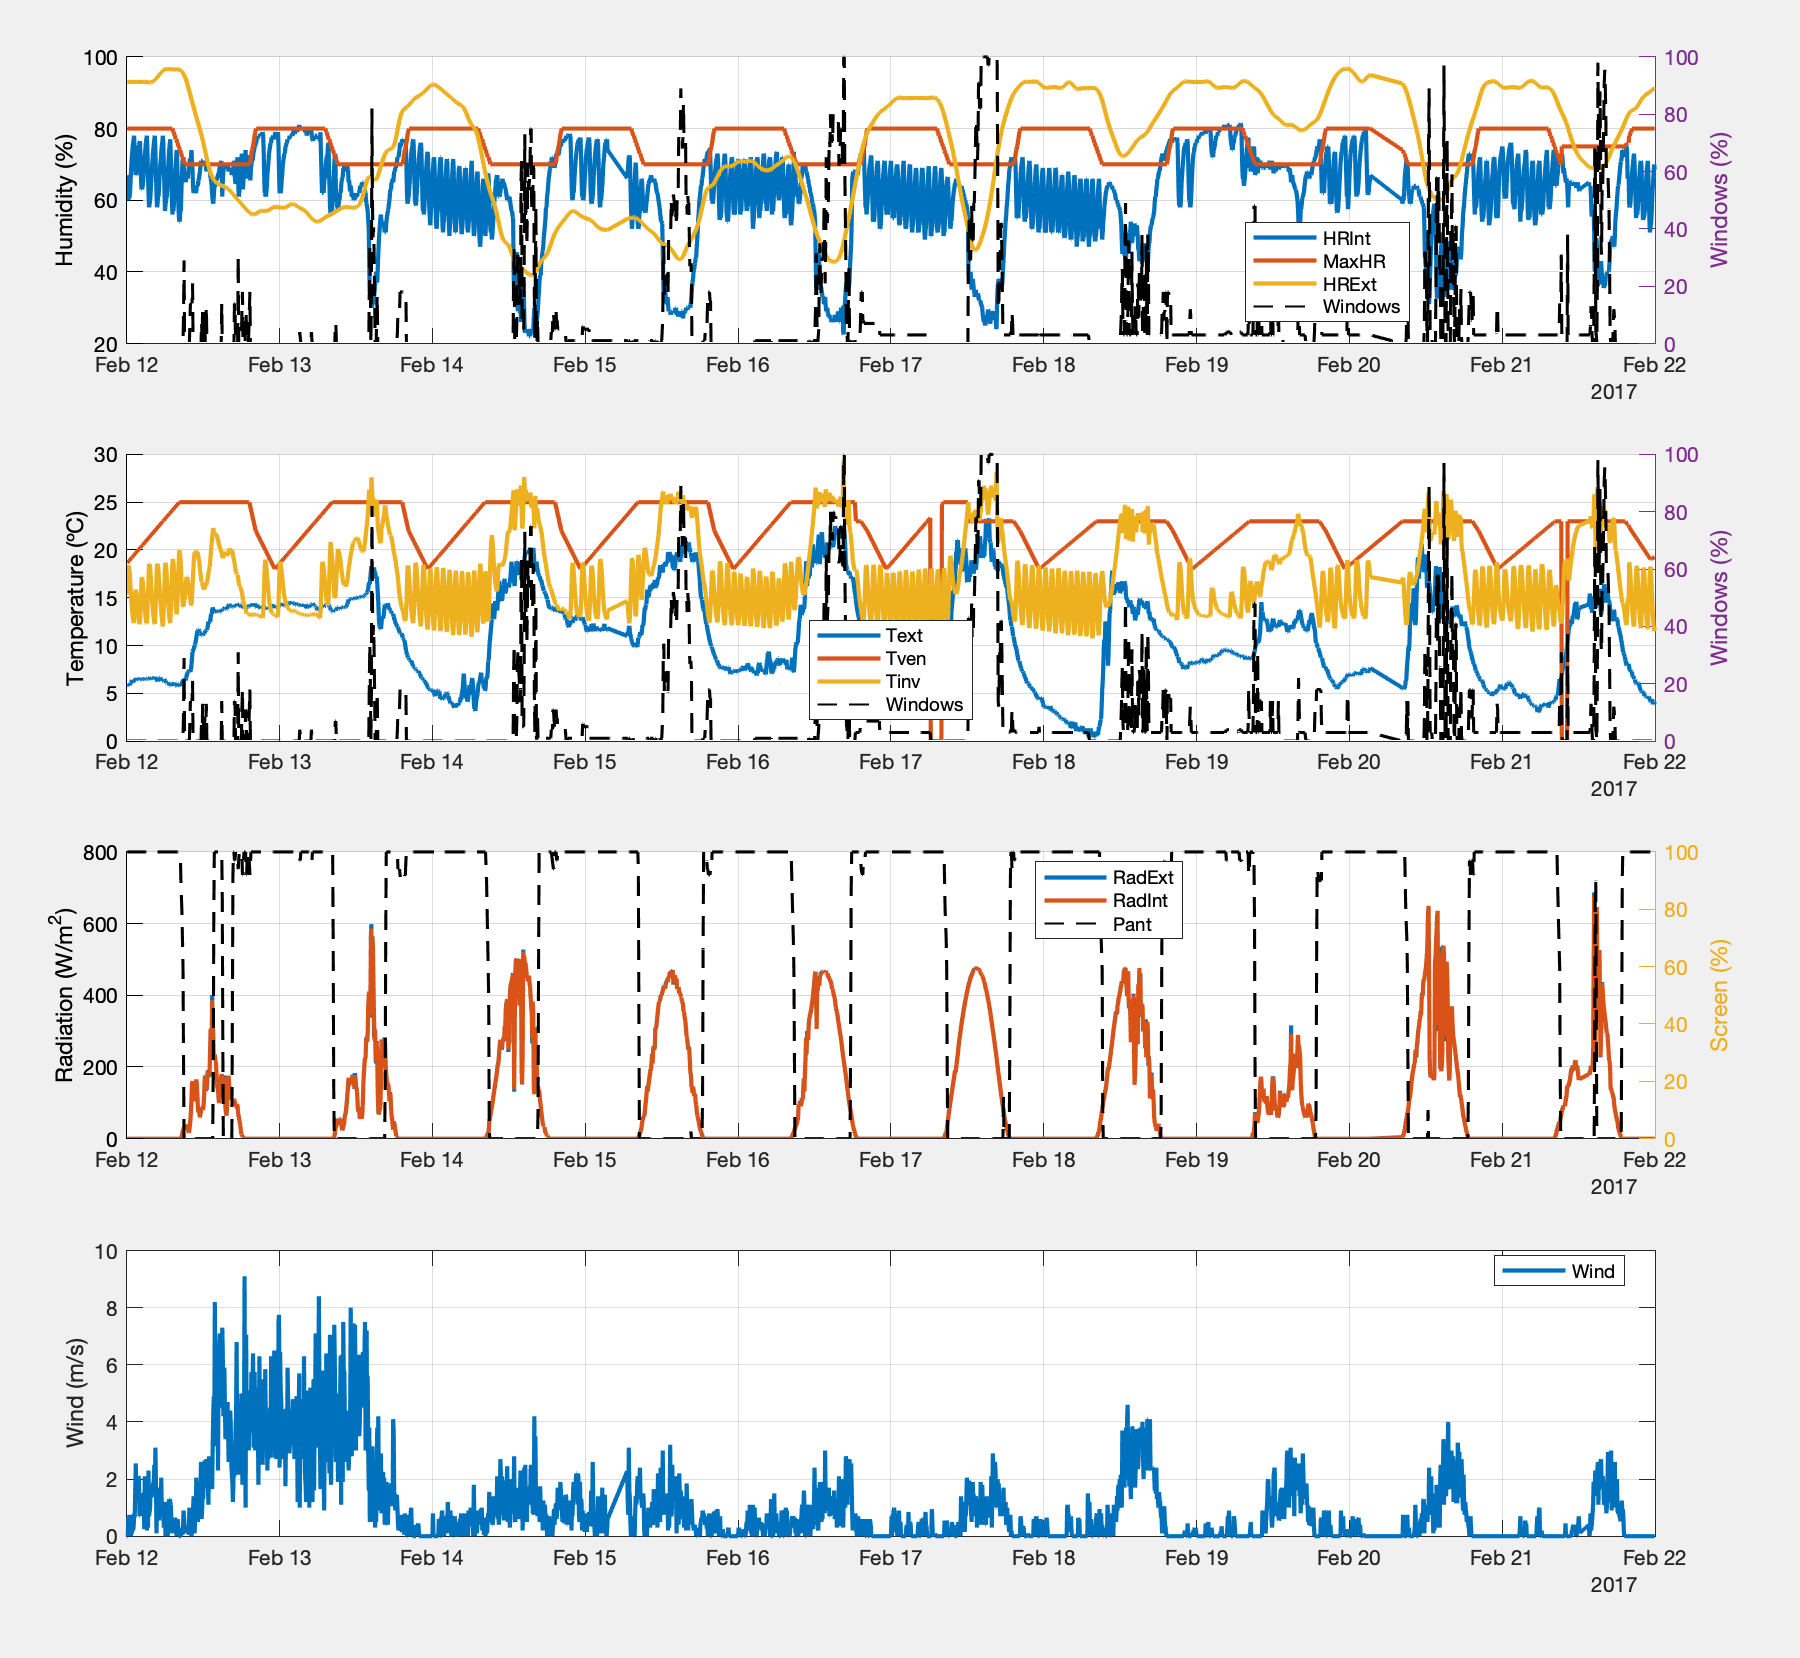 100
80
60
40
20
Humidity (%)
100
80
60
40
20
0
Windows (%)
HRInt
MaxHR
HRExt
Windows
Feb 12 Feb 13 Feb 14 Feb 15 Feb 16 Feb 17 Feb 18 Feb 19 Feb 20 Feb 21 Feb 22
2017
30
25
20
15
10
5
0
Temperature (ºC)
100
80
60
40
20
0
Windows (%)
Text
Tven
Tinv
Windows
Feb 12 Feb 13 Feb 14 Feb 15 Feb 16 Feb 17 Feb 18 Feb 19 Feb 20 Feb 21 Feb 22
2017
800
600
400
200
0
Radiation (W/m²)
100
80
60
40
20
0
Screen (%)
RadExt
RadInt
Pant
Feb 12 Feb 13 Feb 14 Feb 15 Feb 16 Feb 17 Feb 18 Feb 19 Feb 20 Feb 21 Feb 22
2017
10
8
6
4
2
0
Wind (m/s)
Wind
Feb 12 Feb 13 Feb 14 Feb 15 Feb 16 Feb 17 Feb 18 Feb 19 Feb 20 Feb 21 Feb 22
2017